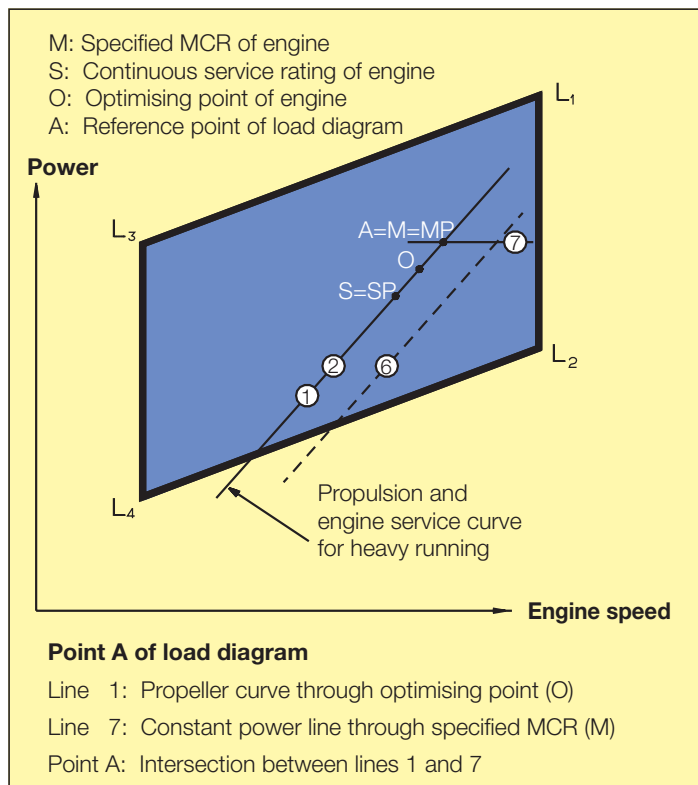 M: Specified MCR of engine
S: Continuous service rating of engine
O: Optimising point of engine
A: Reference point of load diagram
Power
L₁
L₃
A=M=MP
7
O
S=SP
2
6
1
L₂
L₄
Propulsion and
engine service curve
for heavy running
Engine speed
Point A of load diagram
Line 1: Propeller curve through optimising point (O)
Line 7: Constant power line through specified MCR (M)
Point A: Intersection between lines 1 and 7